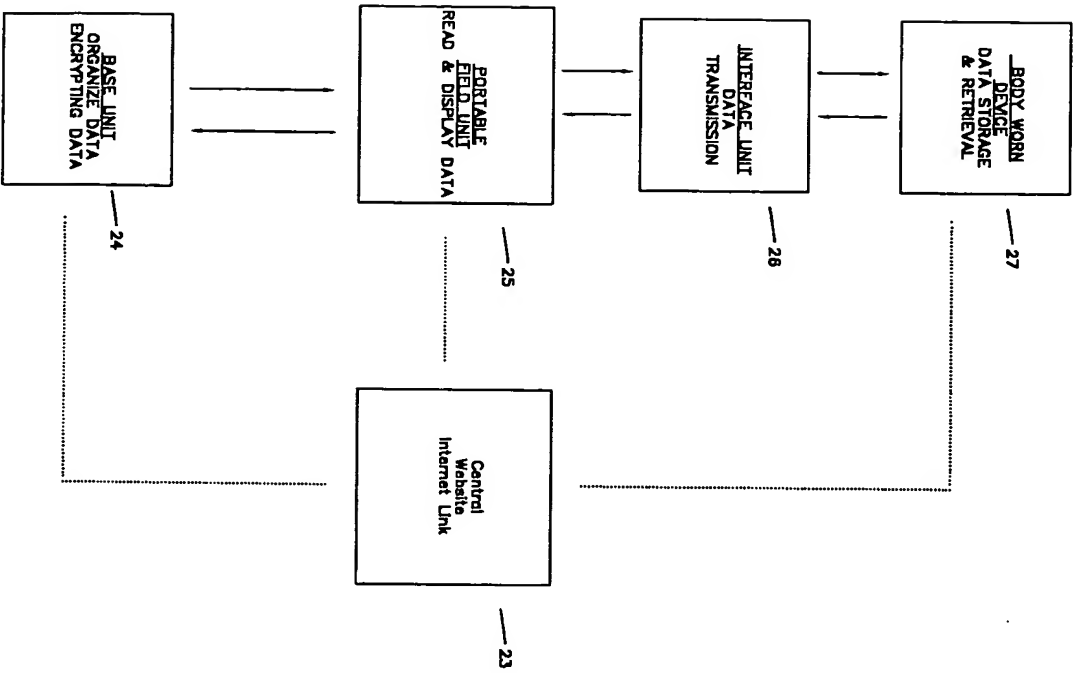 BODY WORN
DEVICE
DATA STORAGE
& RETRIEVAL
27
INTERFACE UNIT
DATA
TRANSMISSION
26
PORTABLE
FIELD UNIT
READ & DISPLAY DATA
25
Central
Website
Internet Link
23
BASE UNIT
ORGANIZE DATA
ENCRYPTING DATA
24